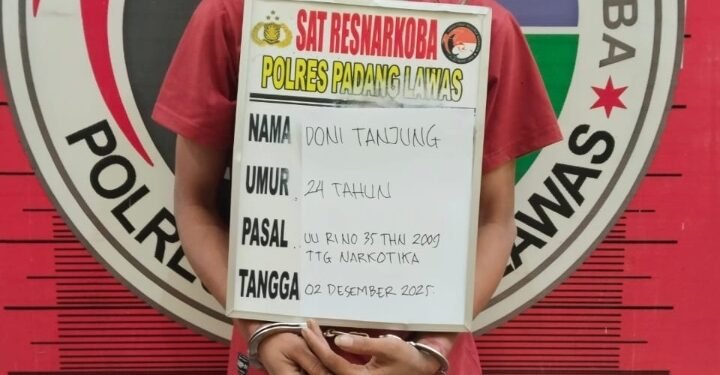 SAT RESNARKOBA
POLRES PADANG LAWAS
NAMA DONI TANJUNG
UMUR 24 TAHUN
PASAL UU RI NO 35 THN 2009
TTG NARKOTIKA
TANGGA 02 DESEMBER 2025.
POLRE
LAWAS
BA